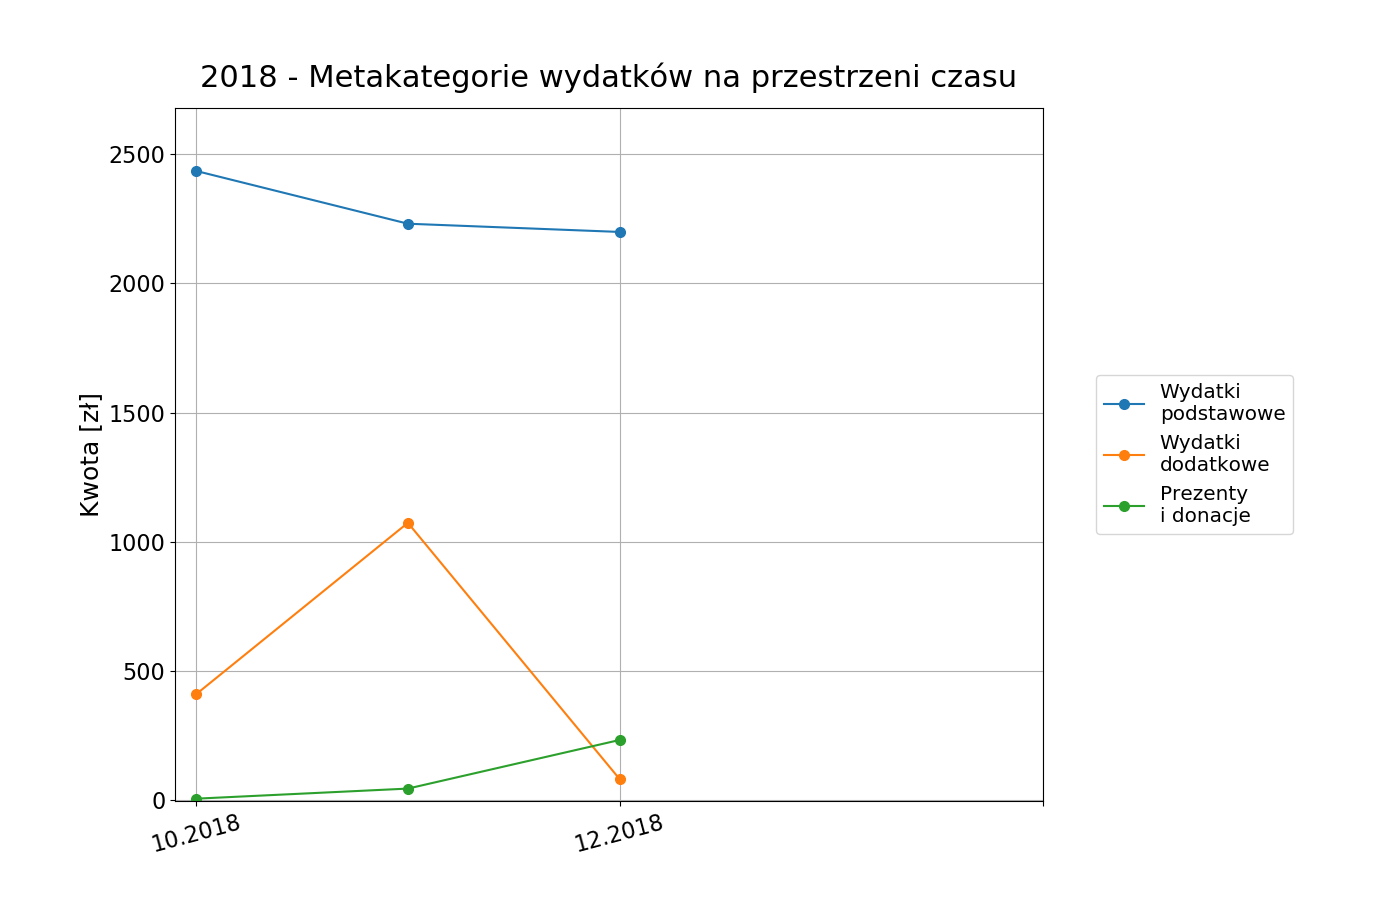 2018 - Metakategorie wydatków na przestrzeni czasu
Kwota [zł]
2500
2000
1500
1000
500
0
10.2018
12.2018
Wydatki
podstawowe
Wydatki
dodatkowe
Prezenty
i donacje